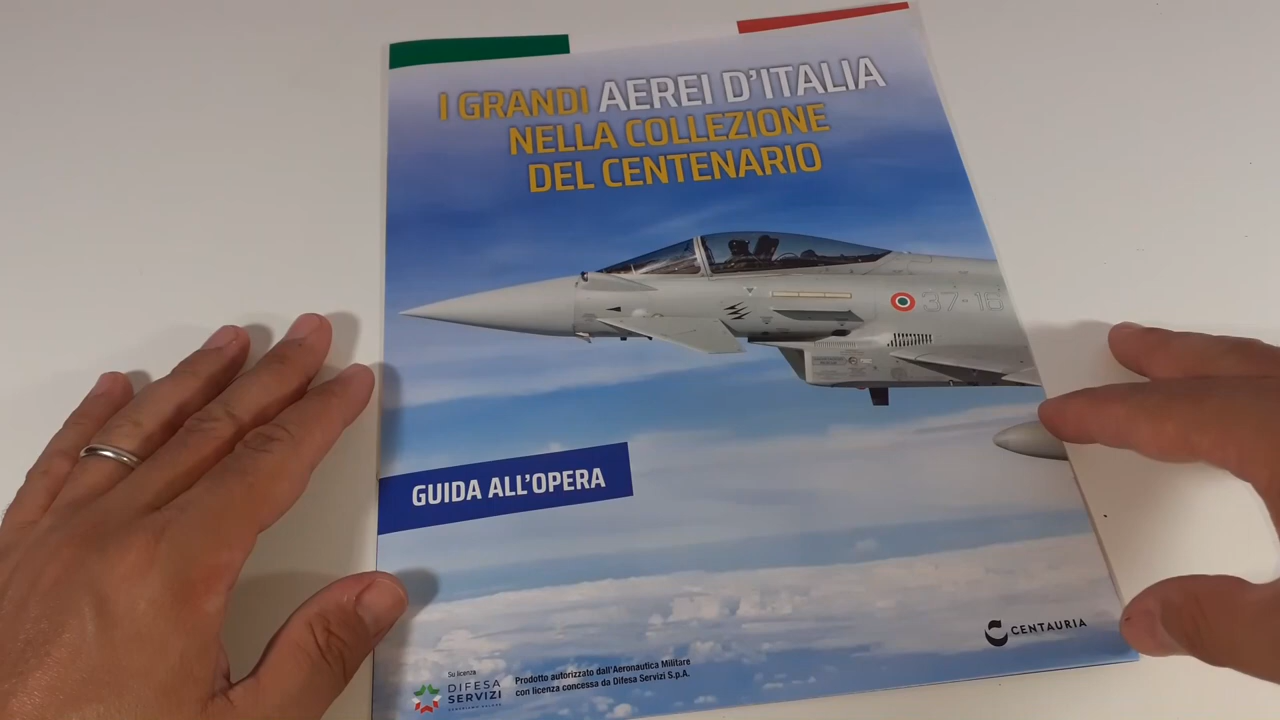 I GRANDI AEREI D'ITALIA
NELLA COLLEZIONE
DEL CENTENARIO
37-16
GUIDA ALL'OPERA
CENTAURIA
Su licenza
DIFESA
SERVIZI
Prodotto autorizzato dall'Aeronautica Militare
con licenza concessa da Difesa Servizi S.p.A.